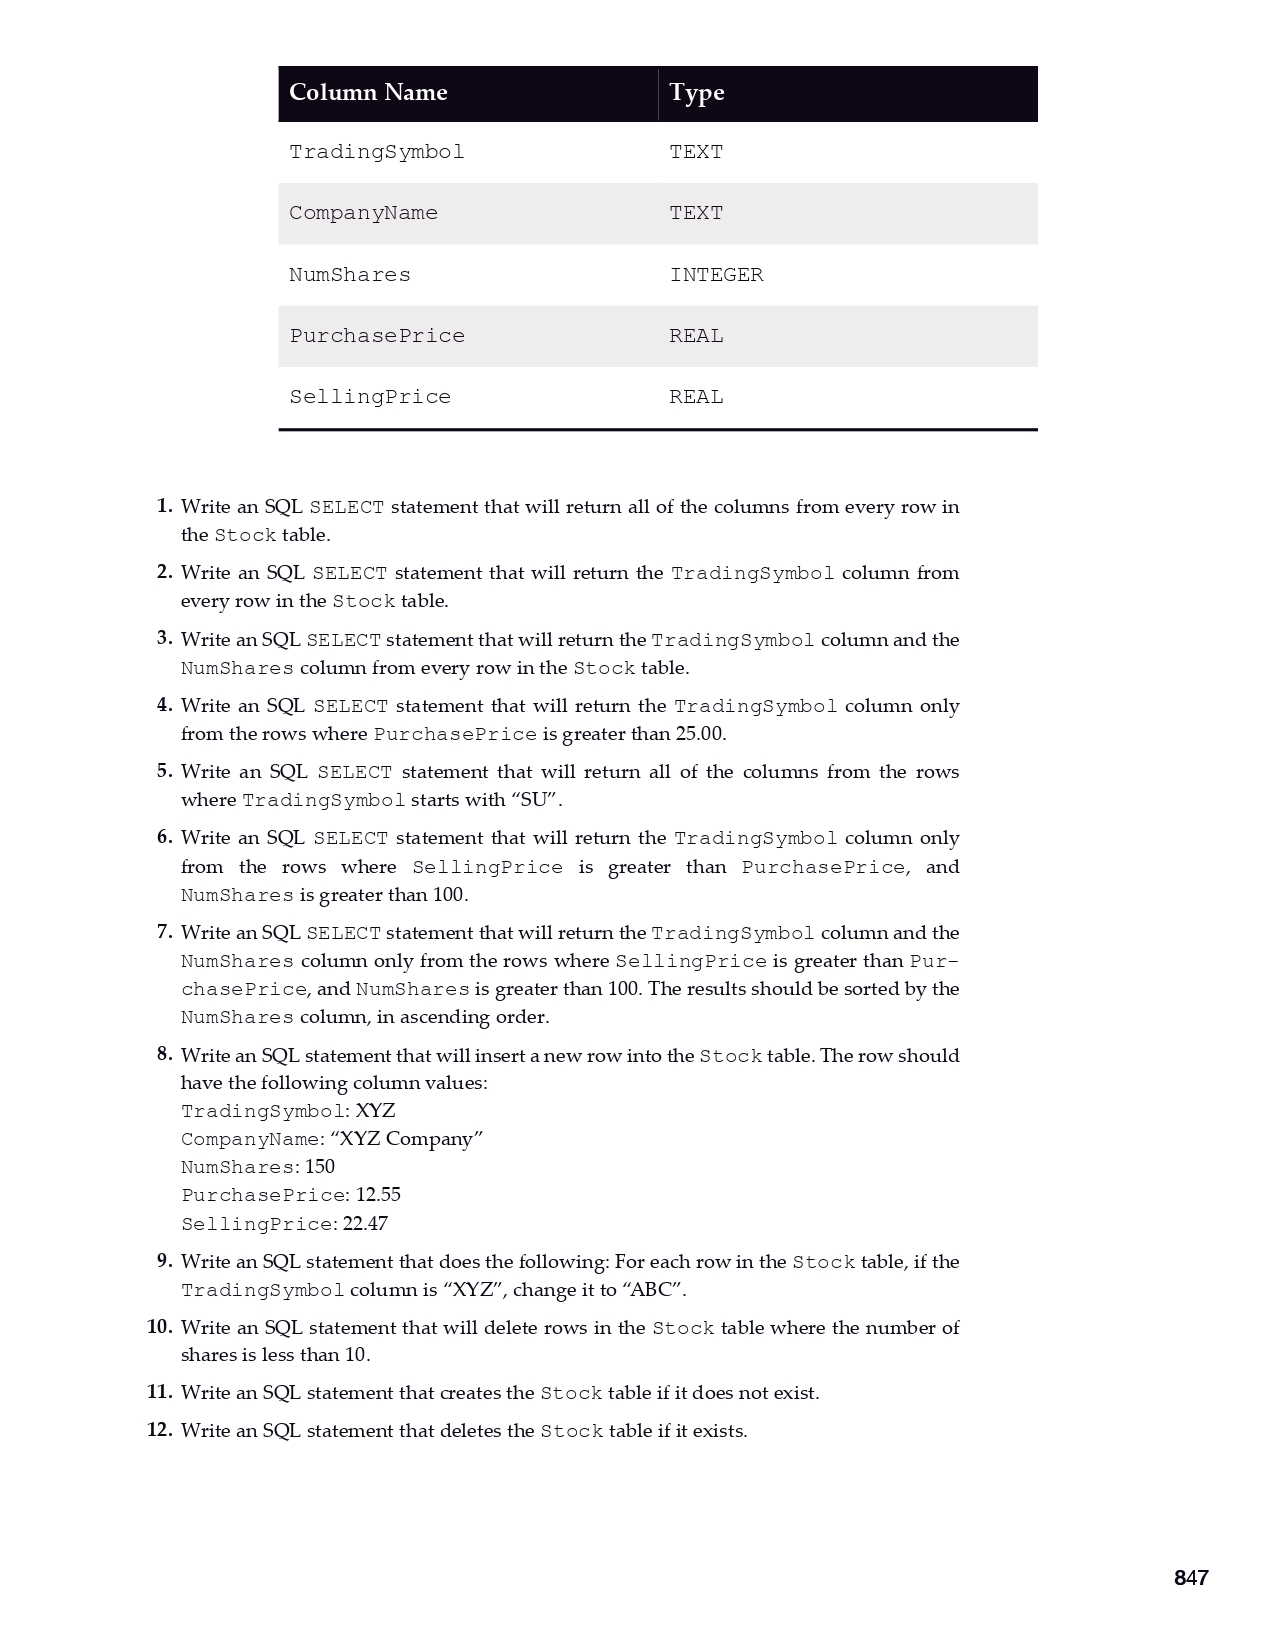 Column Name Type
TradingSymbol TEXT
CompanyName TEXT
NumShares INTEGER
PurchasePrice REAL
SellingPrice REAL
1. Write an SQL SELECT statement that will return all of the columns from every row in
the Stock table.
2. Write an SQL SELECT statement that will return the TradingSymbol column from
every row in the Stock table.
3. Write an SQL SELECT statement that will return the TradingSymbol column and the
NumShares column from every row in the Stock table.
4. Write an SQL SELECT statement that will return the TradingSymbol column only
from the rows where PurchasePrice is greater than 25.00.
5. Write an SQL SELECT statement that will return all of the columns from the rows
where TradingSymbol starts with “SU”.
6. Write an SQL SELECT statement that will return the TradingSymbol column only
from the rows where SellingPrice is greater than PurchasePrice, and
NumShares is greater than 100.
7. Write an SQL SELECT statement that will return the TradingSymbol column and the
NumShares column only from the rows where SellingPrice is greater than Pur-
chasePrice, and NumShares is greater than 100. The results should be sorted by the
NumShares column, in ascending order.
8. Write an SQL statement that will insert a new row into the Stock table. The row should
have the following column values:
TradingSymbol: XYZ
CompanyName: “XYZ Company”
NumShares: 150
PurchasePrice: 12.55
SellingPrice: 22.47
9. Write an SQL statement that does the following: For each row in the Stock table, if the
TradingSymbol column is “XYZ”, change it to “ABC”.
10. Write an SQL statement that will delete rows in the Stock table where the number of
shares is less than 10.
11. Write an SQL statement that creates the Stock table if it does not exist.
12. Write an SQL statement that deletes the Stock table if it exists.
847